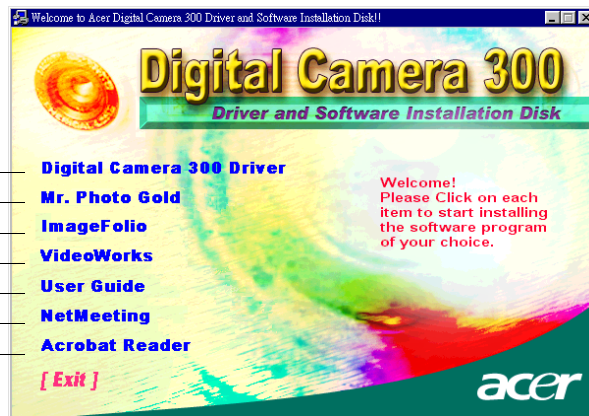 Welcome to Acer Digital Camera 300 Driver and Software Installation Disk!!
Digital Camera 300
Driver and Software Installation Disk
Digital Camera 300 Driver
Mr. Photo Gold
ImageFolio
VideoWorks
User Guide
NetMeeting
Acrobat Reader
[ Exit ]
Welcome!
Please Click on each
item to start installing
the software program
of your choice.
acer